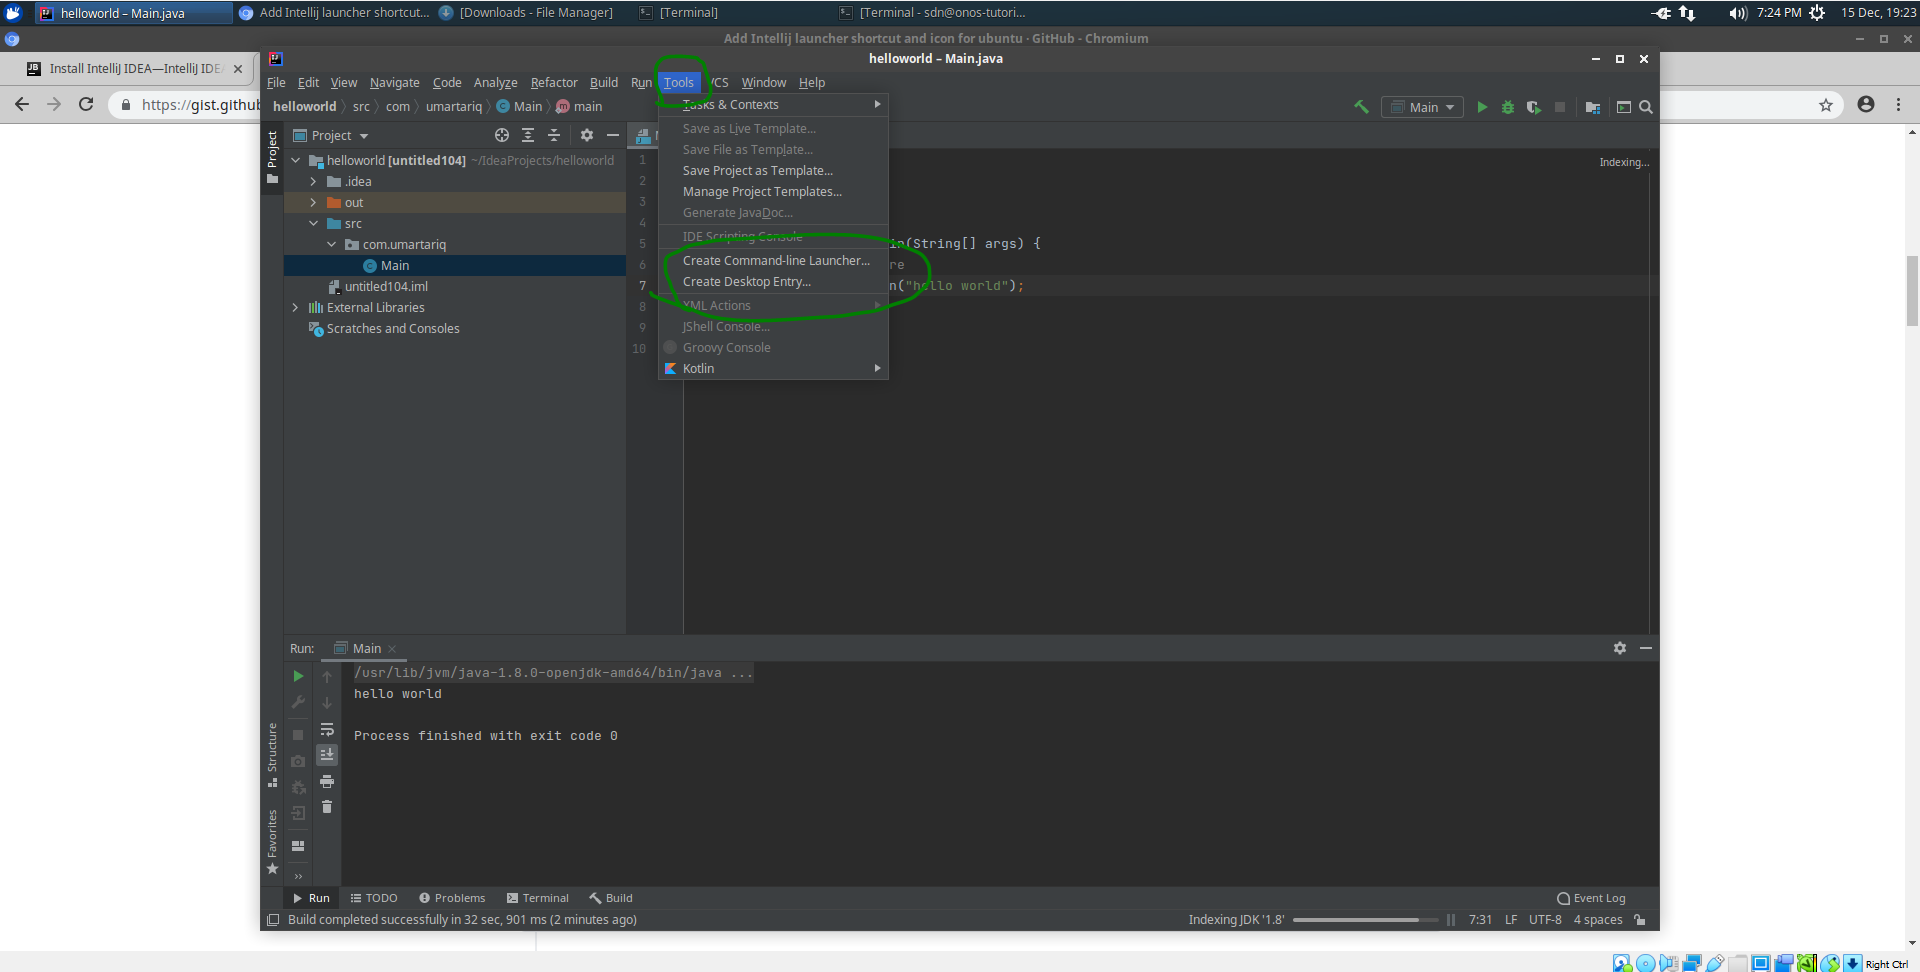 helloworld – Main.java
Add Intellij launcher shortcut...
[Downloads - File Manager]
[Terminal]
[Terminal - sdn@onos-tutori...
7:24 PM
15 Dec, 19:23
Add Intellij launcher shortcut and icon for ubuntu · GitHub - Chromium
JB
Install IntelliJ IDEA—IntelliJ IDE
https://gist.github
IJ
helloworld – Main.java
File Edit View Navigate Code Analyze Refactor Build Run Tools VCS Window Help
helloworld src com umartariq Main main
Main
Project
Project
helloworld [untitled104] ~/IdeaProjects/helloworld
.idea
out
src
com.umartariq
Main
untitled104.iml
External Libraries
Scratches and Consoles
Tasks & Contexts
Save as Live Template...
Save File as Template...
Save Project as Template...
Manage Project Templates...
Generate JavaDoc...
IDE Scripting Console
Create Command-line Launcher...
Create Desktop Entry...
XML Actions
JShell Console...
Groovy Console
Kotlin
Indexing...
1
2
3
4
5 in(String[] args) {
6 re
7 n("hello world");
8
9
10
Run: Main
/usr/lib/jvm/java-1.8.0-openjdk-amd64/bin/java ...
hello world
Process finished with exit code 0
Structure
Favorites
Run TODO Problems Terminal Build
Event Log
Build completed successfully in 32 sec, 901 ms (2 minutes ago)
Indexing JDK '1.8'
7:31 LF UTF-8 4 spaces
Right Ctrl